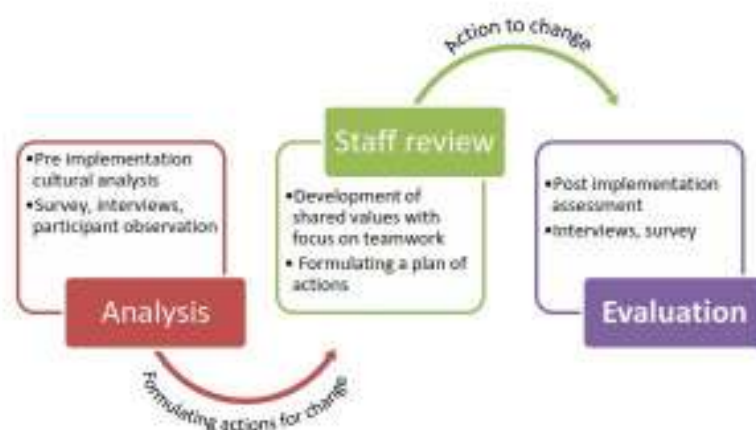 •Pre implementation
cultural analysis
•Survey, interviews,
participant observation
Analysis
Formulating actions for change
Staff review
•Development of
shared values with
focus on teamwork
• Formulating a plan of
actions
Action to change
•Post implementation
assessment
•Interviews, survey
Evaluation